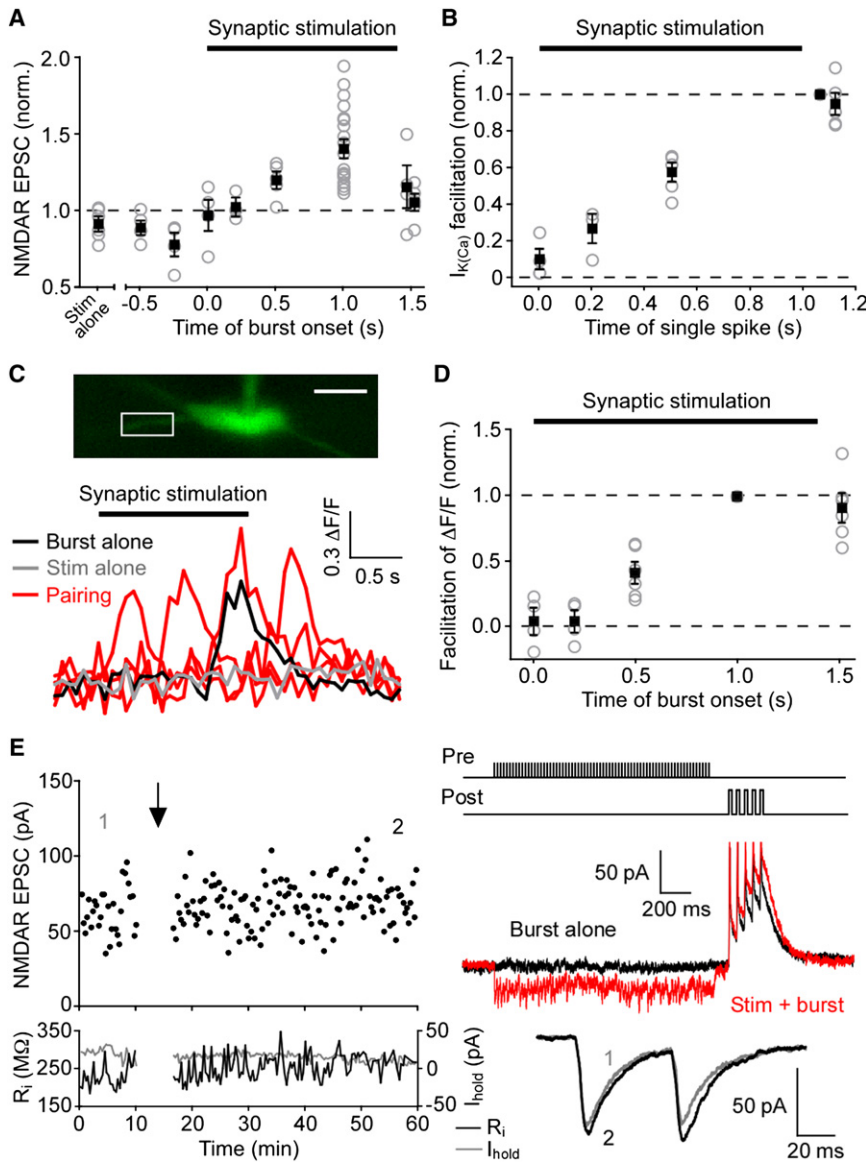 A
Synaptic stimulation
NMDAR EPSC (norm.)
2.0
1.5
1.0
0.5
Stim alone
-0.5
0.0
0.5
1.0
1.5
Time of burst onset (s)
B
Synaptic stimulation
I_K(Ca) facilitation (norm.)
1.2
1.0
0.8
0.6
0.4
0.2
0
0.0
0.2
0.4
0.6
0.8
1.0
1.2
Time of single spike (s)
C
Synaptic stimulation
Burst alone
Stim alone
Pairing
0.3 ΔF/F
0.5 s
D
Synaptic stimulation
Facilitation of ΔF/F (norm.)
1.5
1.0
0.5
0.0
0.0
0.5
1.0
1.5
Time of burst onset (s)
E
NMDAR EPSC (pA)
150
100
50
0
1
2
R_i (MΩ)
350
250
150
50
0
-50
I_hold (pA)
0
10
20
30
40
50
60
Time (min)
Pre
Post
50 pA
200 ms
Burst alone
Stim + burst
1
2
R_i
I_hold
50 pA
20 ms